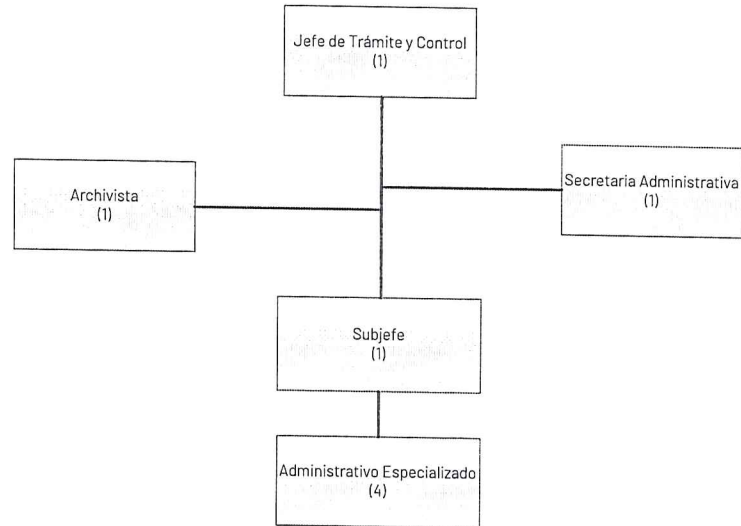 Jefe de Trámite y Control
(1)
Archivista
(1)
Secretaria Administrativa
(1)
Subjefe
(1)
Administrativo Especializado
(4)